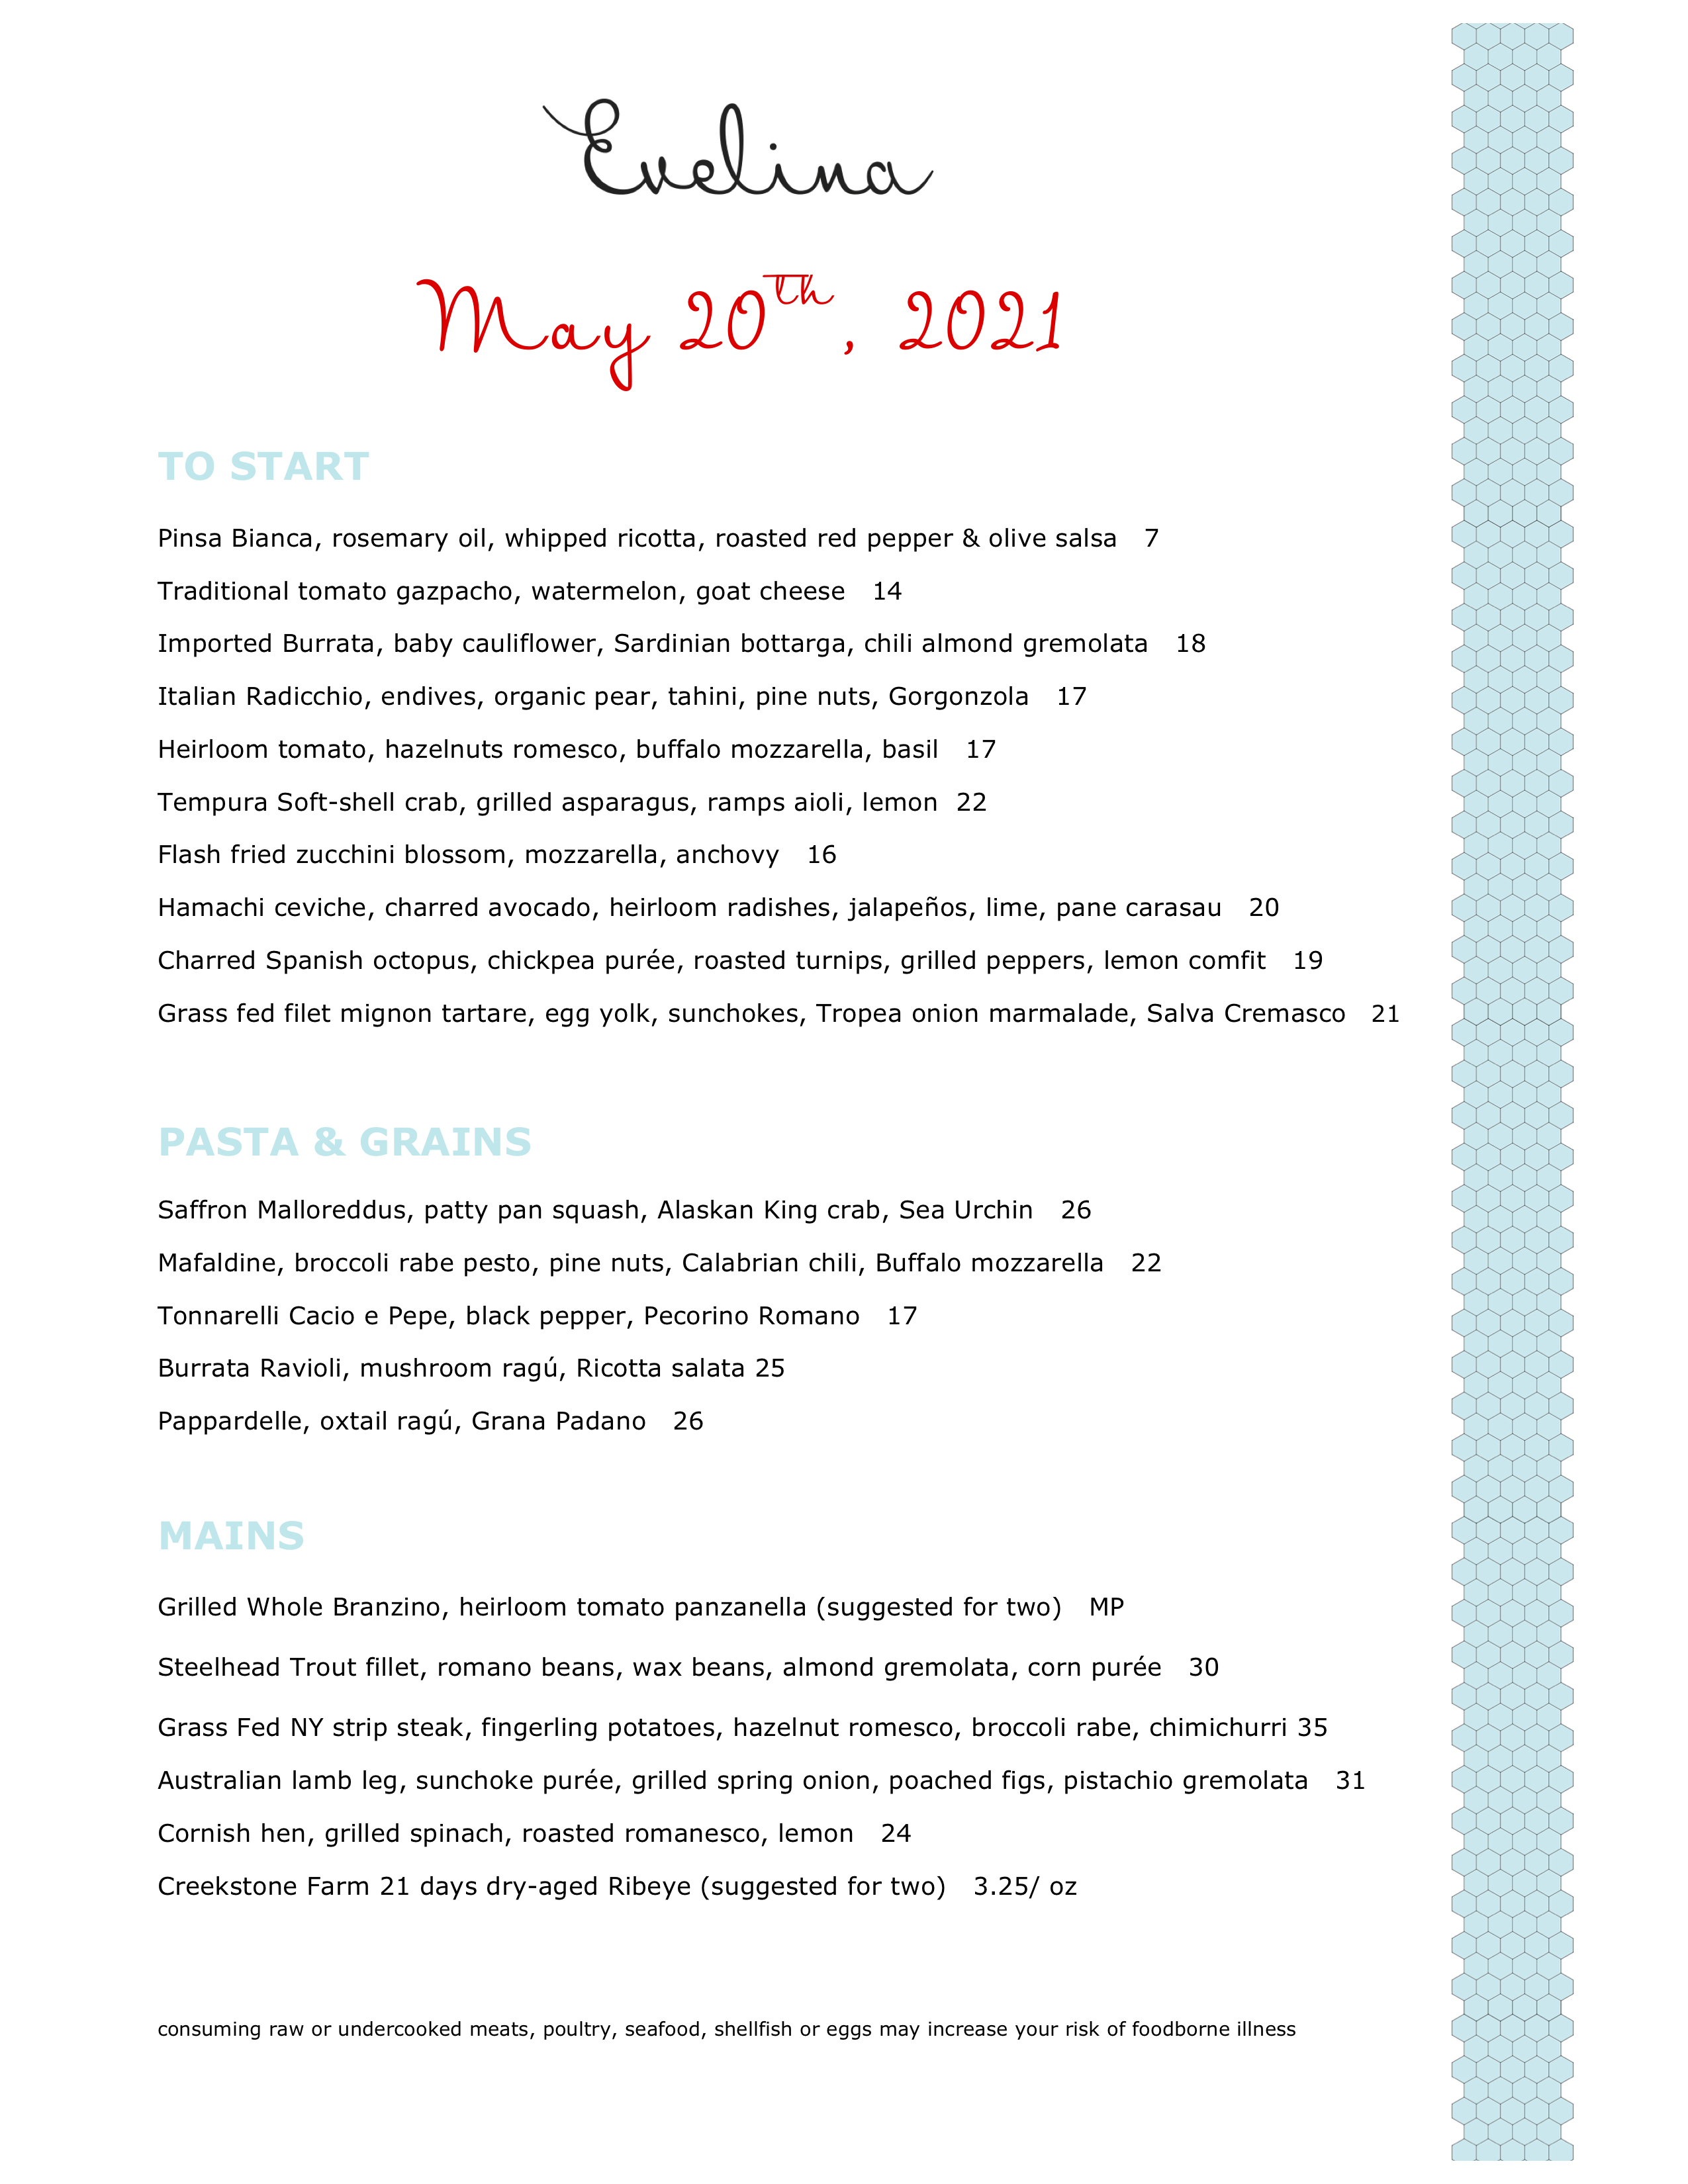 Evelina
May 20th, 2021
TO START
Pinsa Bianca, rosemary oil, whipped ricotta, roasted red pepper & olive salsa 7
Traditional tomato gazpacho, watermelon, goat cheese 14
Imported Burrata, baby cauliflower, Sardinian bottarga, chili almond gremolata 18
Italian Radicchio, endives, organic pear, tahini, pine nuts, Gorgonzola 17
Heirloom tomato, hazelnuts romesco, buffalo mozzarella, basil 17
Tempura Soft-shell crab, grilled asparagus, ramps aioli, lemon 22
Flash fried zucchini blossom, mozzarella, anchovy 16
Hamachi ceviche, charred avocado, heirloom radishes, jalapeños, lime, pane carasau 20
Charred Spanish octopus, chickpea purée, roasted turnips, grilled peppers, lemon comfit 19
Grass fed filet mignon tartare, egg yolk, sunchokes, Tropea onion marmalade, Salva Cremasco 21
PASTA & GRAINS
Saffron Malloreddus, patty pan squash, Alaskan King crab, Sea Urchin 26
Mafaldine, broccoli rabe pesto, pine nuts, Calabrian chili, Buffalo mozzarella 22
Tonnarelli Cacio e Pepe, black pepper, Pecorino Romano 17
Burrata Ravioli, mushroom ragú, Ricotta salata 25
Pappardelle, oxtail ragú, Grana Padano 26
MAINS
Grilled Whole Branzino, heirloom tomato panzanella (suggested for two) MP
Steelhead Trout fillet, romano beans, wax beans, almond gremolata, corn purée 30
Grass Fed NY strip steak, fingerling potatoes, hazelnut romesco, broccoli rabe, chimichurri 35
Australian lamb leg, sunchoke purée, grilled spring onion, poached figs, pistachio gremolata 31
Cornish hen, grilled spinach, roasted romanesco, lemon 24
Creekstone Farm 21 days dry-aged Ribeye (suggested for two) 3.25/ oz
consuming raw or undercooked meats, poultry, seafood, shellfish or eggs may increase your risk of foodborne illness